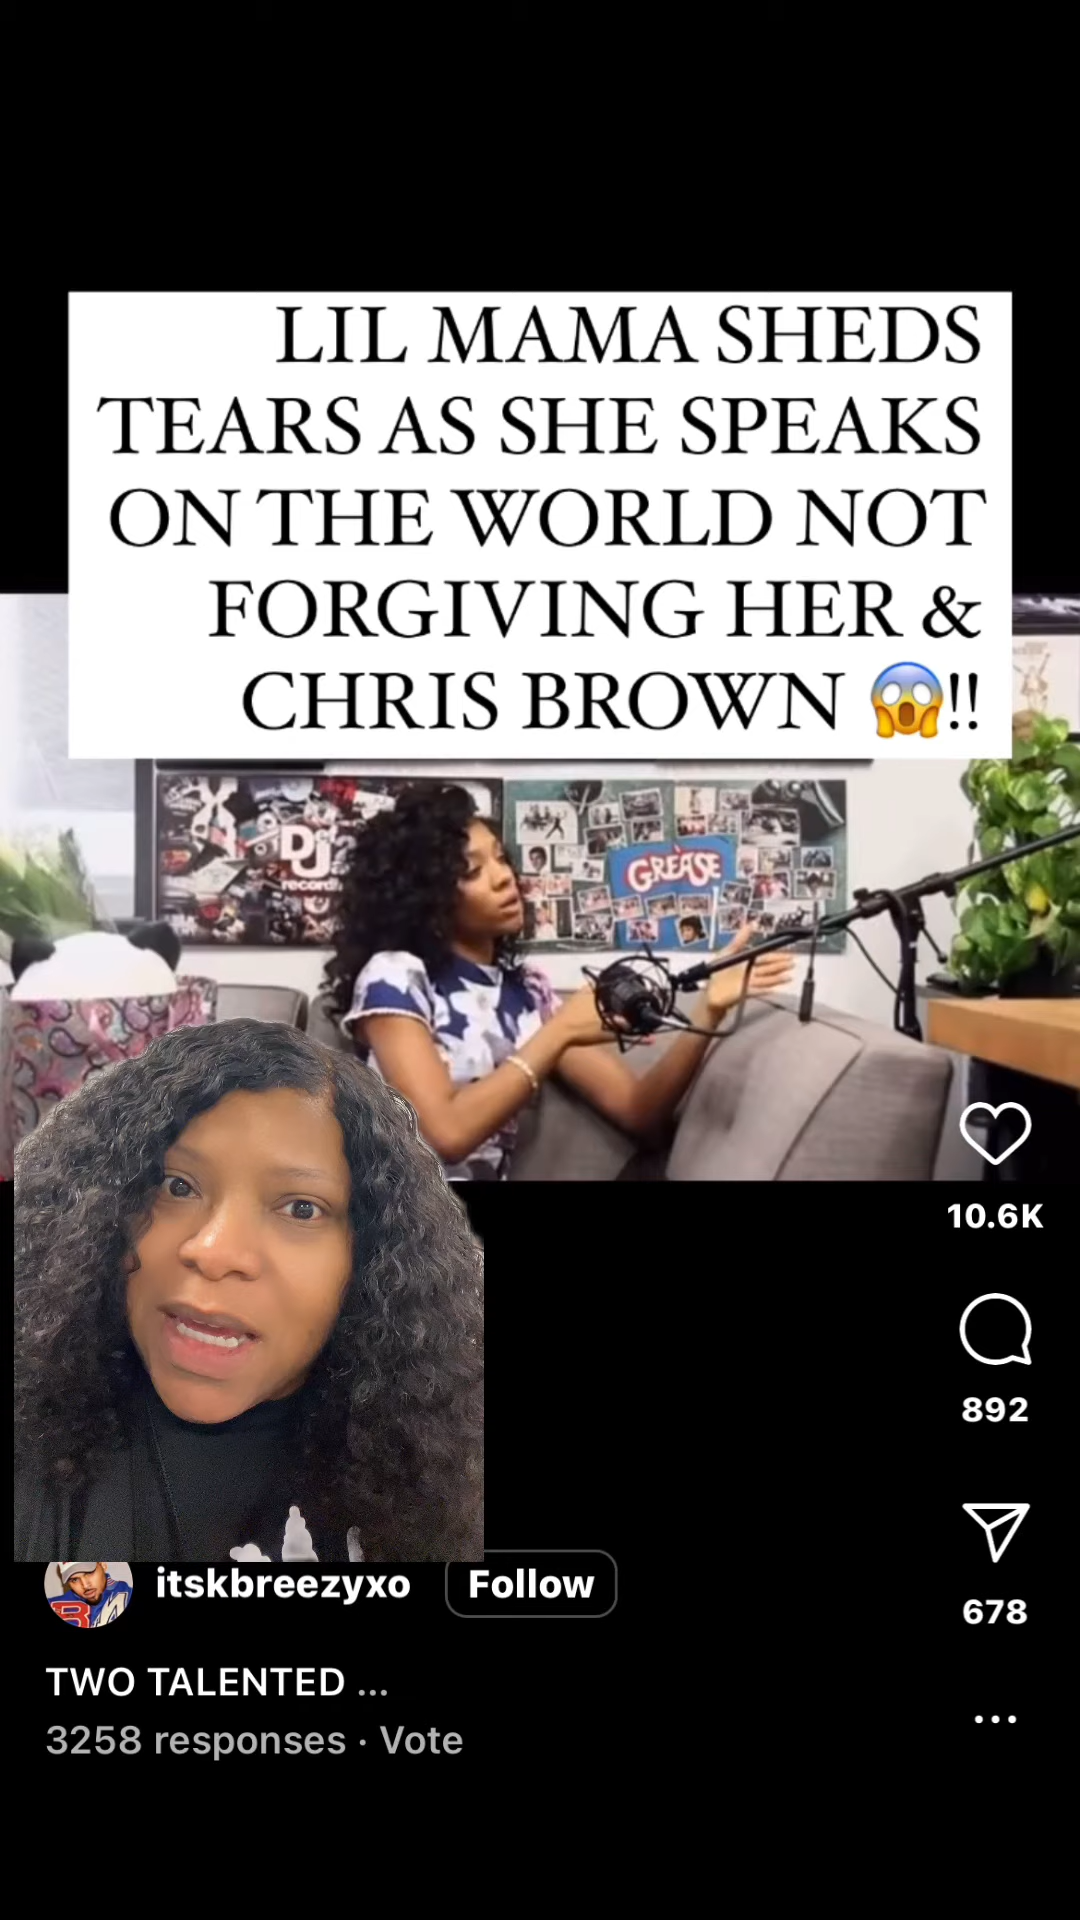 LIL MAMA SHEDS
TEARS AS SHE SPEAKS
ON THE WORLD NOT
FORGIVING HER &
CHRIS BROWN 😱!!
DJ
record
GREASE
10.6K
892
678
itskbreezyxo
Follow
TWO TALENTED ...
3258 responses · Vote